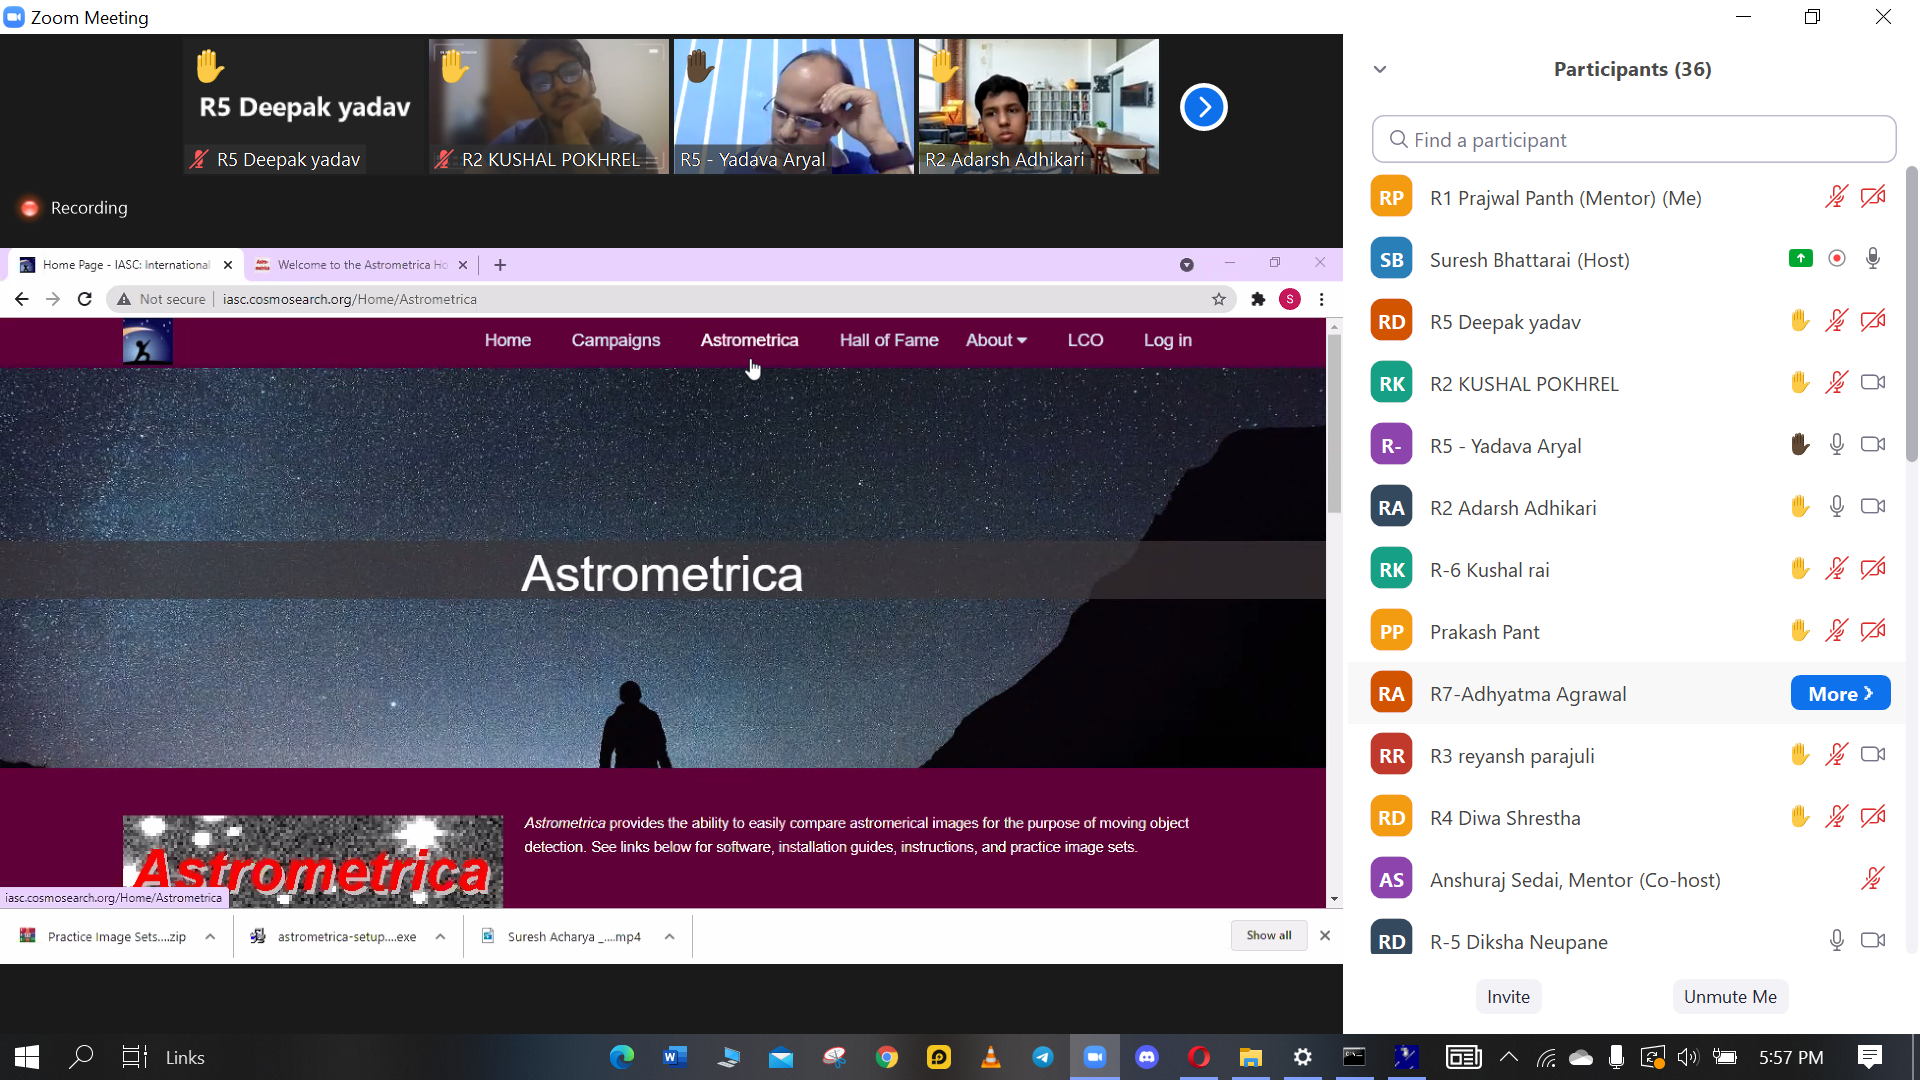 Zoom Meeting
R5 Deepak yadav
R5 Deepak yadav
R2 KUSHAL POKHREL
R5 - Yadava Aryal
R2 Adarsh Adhikari
Recording
Home Page - IASC: International
Welcome to the Astrometrica Ho
Not secure
iasc.cosmosearch.org/Home/Astrometrica
S
Home
Campaigns
Astrometrica
Hall of Fame
About
LCO
Log in
Astrometrica
Astrometrica
Astrometrica provides the ability to easily compare astromerical images for the purpose of moving object
detection. See links below for software, installation guides, instructions, and practice image sets.
iasc.cosmosearch.org/Home/Astrometrica
Practice Image Sets....zip
astrometrica-setup....exe
Suresh Acharya _....mp4
Show all
Participants (36)
Find a participant
RP R1 Prajwal Panth (Mentor) (Me)
SB Suresh Bhattarai (Host)
RD R5 Deepak yadav
RK R2 KUSHAL POKHREL
R- R5 - Yadava Aryal
RA R2 Adarsh Adhikari
RK R-6 Kushal rai
PP Prakash Pant
RA R7-Adhyatma Agrawal More
RR R3 reyansh parajuli
RD R4 Diwa Shrestha
AS Anshuraj Sedai, Mentor (Co-host)
RD R-5 Diksha Neupane
Invite
Unmute Me
Links
5:57 PM